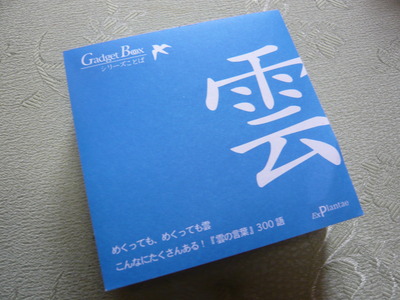 Gadget Box
シリーズことば
雲
めくっても、めくっても雲
こんなにたくさんある！『雲の言葉』300語
ExPlantae